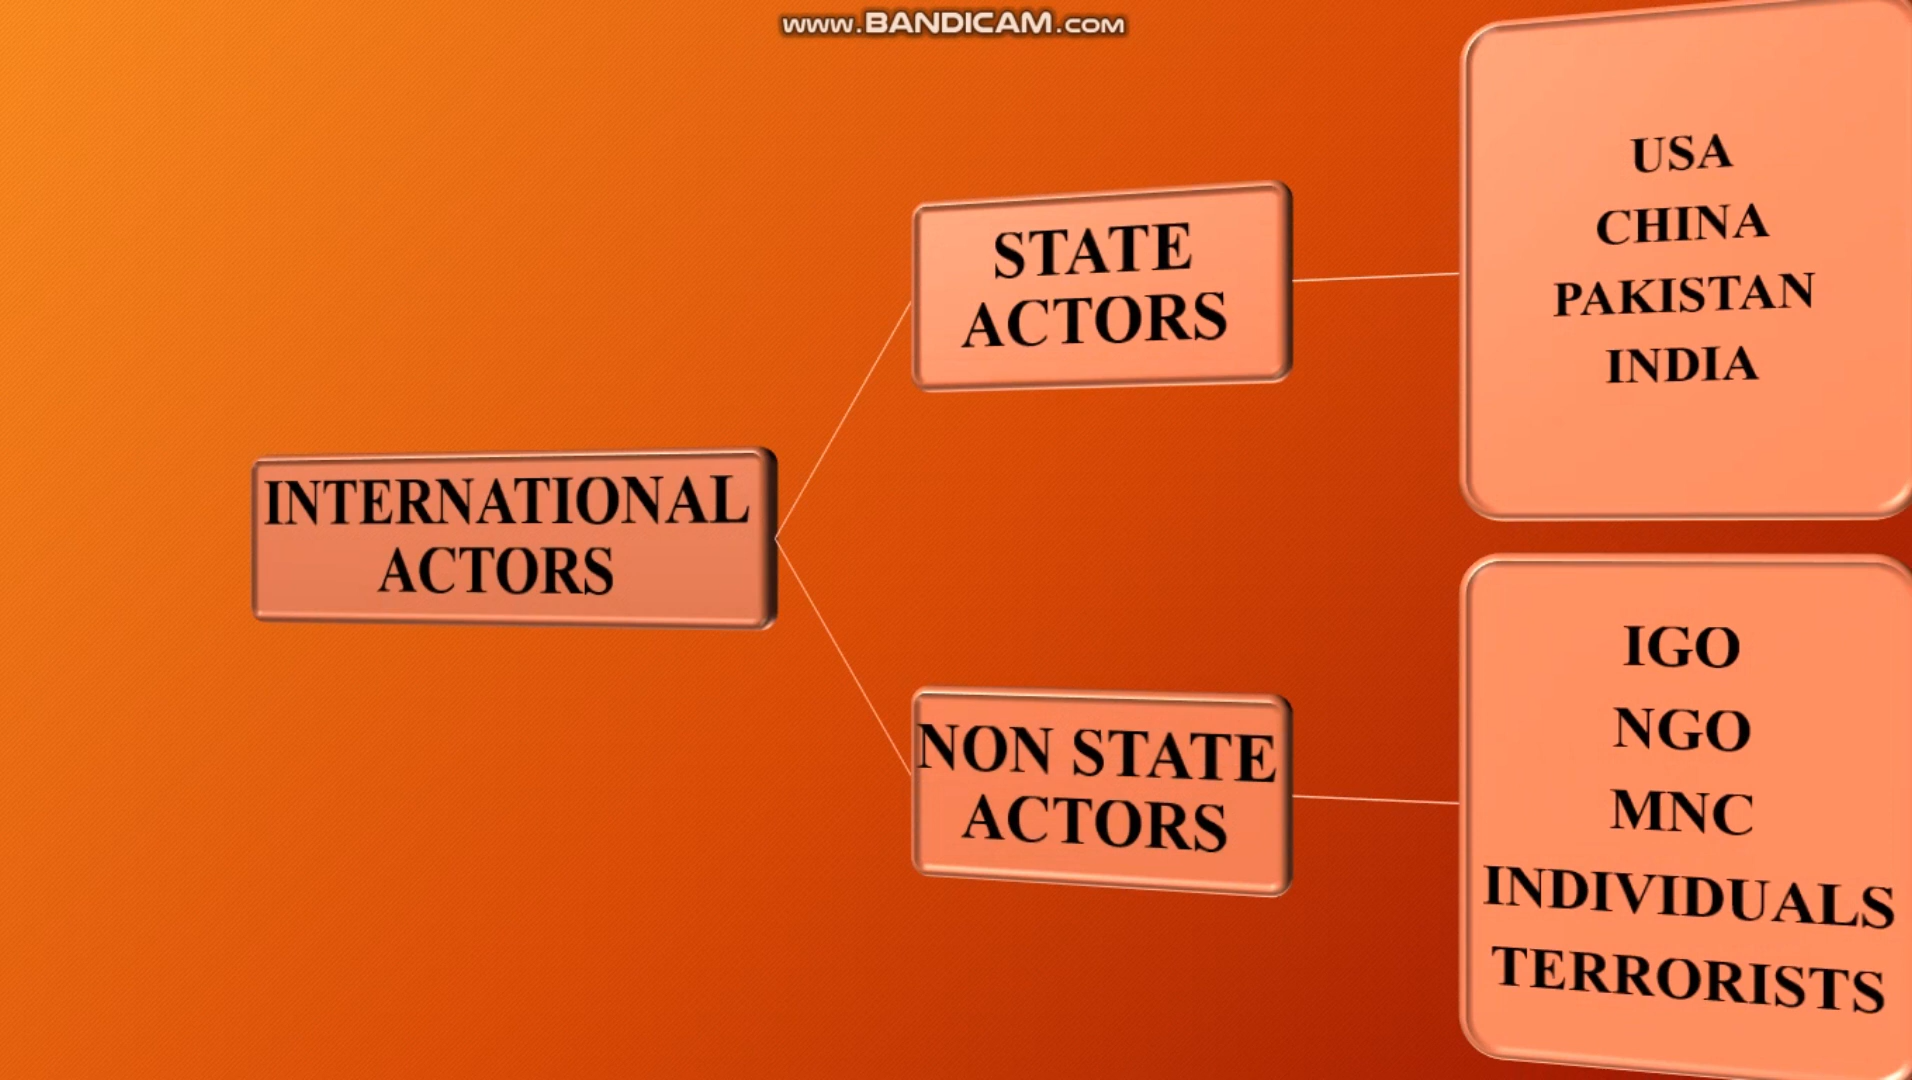 www.BANDICAM.com
INTERNATIONAL
ACTORS
STATE
ACTORS
USA
CHINA
PAKISTAN
INDIA
NON STATE
ACTORS
IGO
NGO
MNC
INDIVIDUALS
TERRORISTS